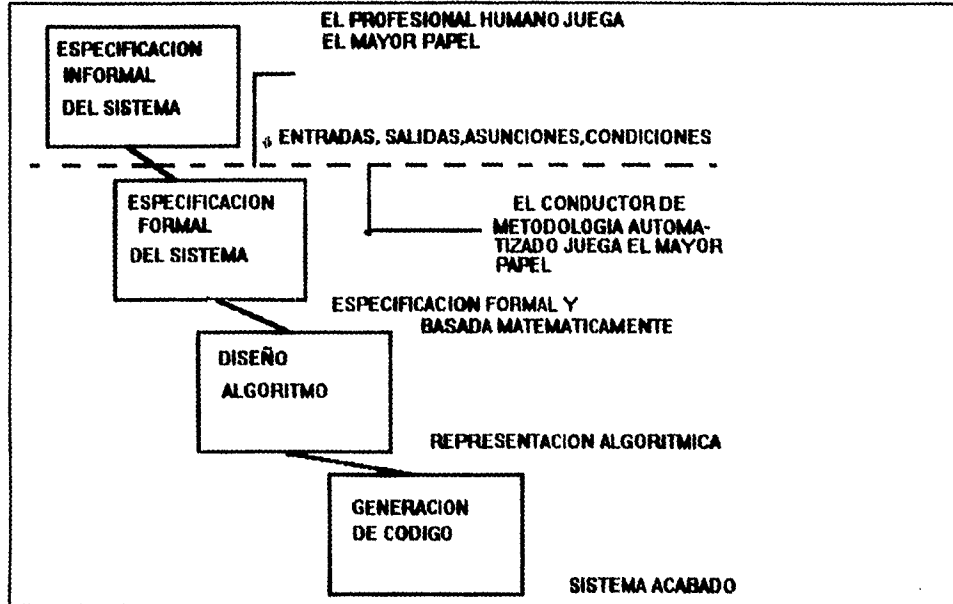 EL PROFESIONAL HUMANO JUEGA
EL MAYOR PAPEL
ESPECIFICACION
INFORMAL
DEL SISTEMA
ENTRADAS, SALIDAS,ASUNCIONES,CONDICIONES
ESPECIFICACION
FORMAL
DEL SISTEMA
EL CONDUCTOR DE
METODOLOGIA AUTOMA-
TIZADO JUEGA EL MAYOR
PAPEL
ESPECIFICACION FORMAL Y
BASADA MATEMATICAMENTE
DISEÑO
ALGORITMO
REPRESENTACION ALGORITMICA
GENERACION
DE CODIGO
SISTEMA ACABADO